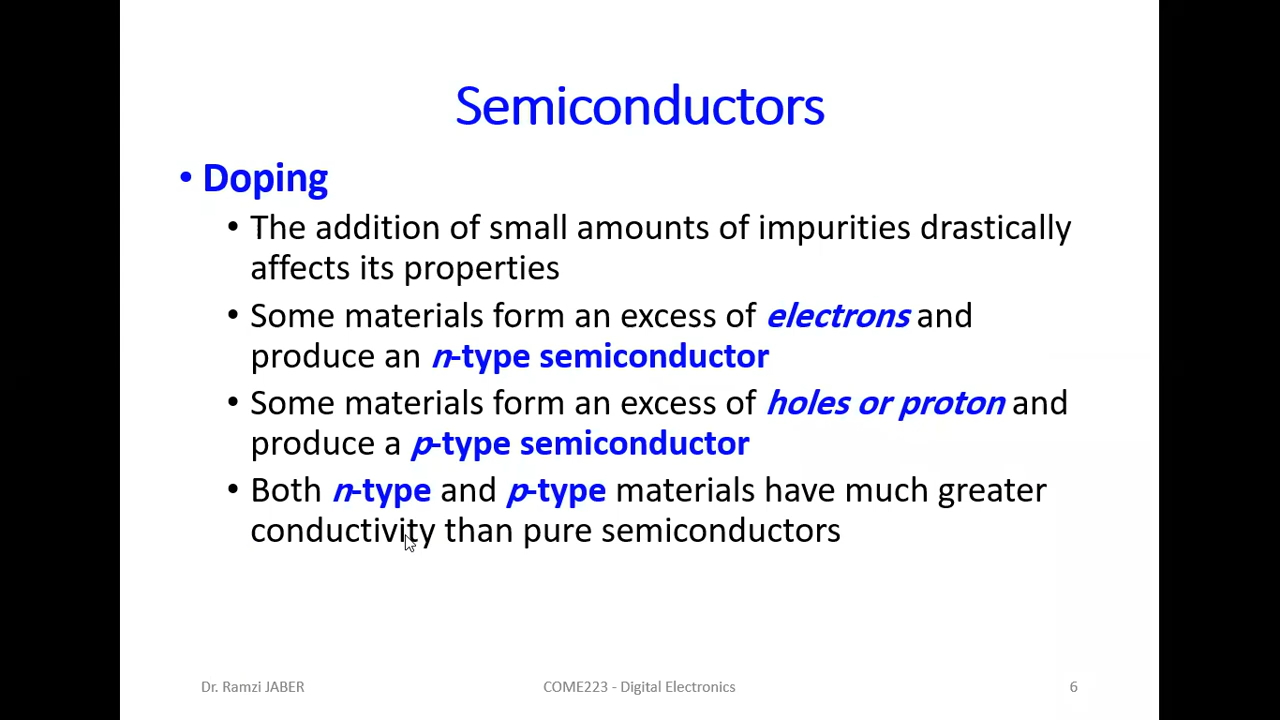 Semiconductors
• Doping
• The addition of small amounts of impurities drastically
affects its properties
• Some materials form an excess of electrons and
produce an n-type semiconductor
• Some materials form an excess of holes or proton and
produce a p-type semiconductor
• Both n-type and p-type materials have much greater
conductivity than pure semiconductors
Dr. Ramzi JABER COME223 - Digital Electronics 6